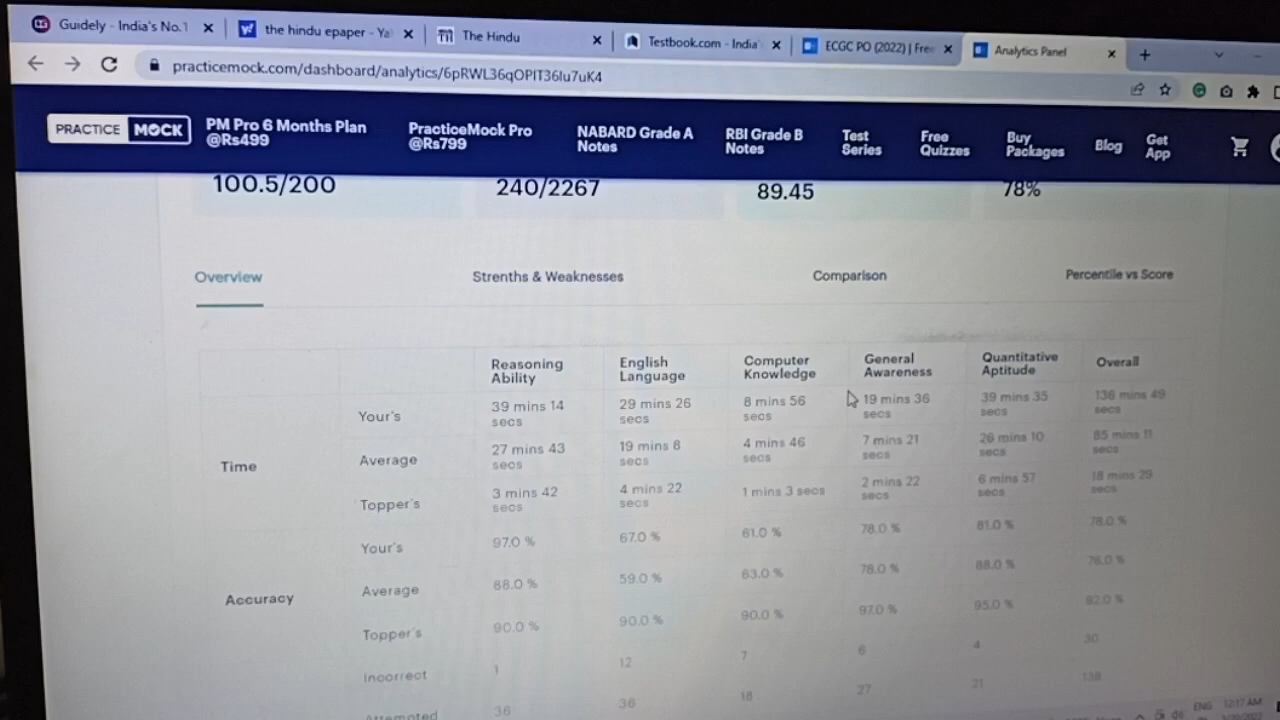 Guidely - India's No.1
the hindu epaper - Ya
The Hindu
Testbook.com - India
ECGC PO (2022) | Free
Analytics Panel
practicemock.com/dashboard/analytics/6pRWL36qOPIT36lu7uK4
PRACTICE MOCK
PM Pro 6 Months Plan @Rs499
PracticeMock Pro @Rs799
NABARD Grade A Notes
RBI Grade B Notes
Test Series
Free Quizzes
Buy Packages
Blog
Get App
100.5/200 240/2267 89.45 78%
Overview Strenths & Weaknesses Comparison Percentile vs Score
Reasoning Ability English Language Computer Knowledge General Awareness Quantitative Aptitude Overall
Time
Your's 39 mins 14 secs 29 mins 26 secs 8 mins 56 secs 19 mins 36 secs 39 mins 35 secs 136 mins 49 secs
Average 27 mins 43 secs 19 mins 8 secs 4 mins 46 secs 7 mins 21 secs 26 mins 10 secs 85 mins 11 secs
Topper's 3 mins 42 secs 4 mins 22 secs 1 mins 3 secs 2 mins 22 secs 6 mins 57 secs 18 mins 29 secs
Accuracy
Your's 97.0 % 67.0 % 61.0 % 78.0 % 81.0 % 78.0 %
Average 88.0 % 59.0 % 63.0 % 78.0 % 88.0 % 76.0 %
Topper's 90.0 % 90.0 % 90.0 % 97.0 % 95.0 % 92.0 %
Incorrect 1 12 7 6 4 30
Attempted 36 36 18 27 21 138
ENG 12:17 AM